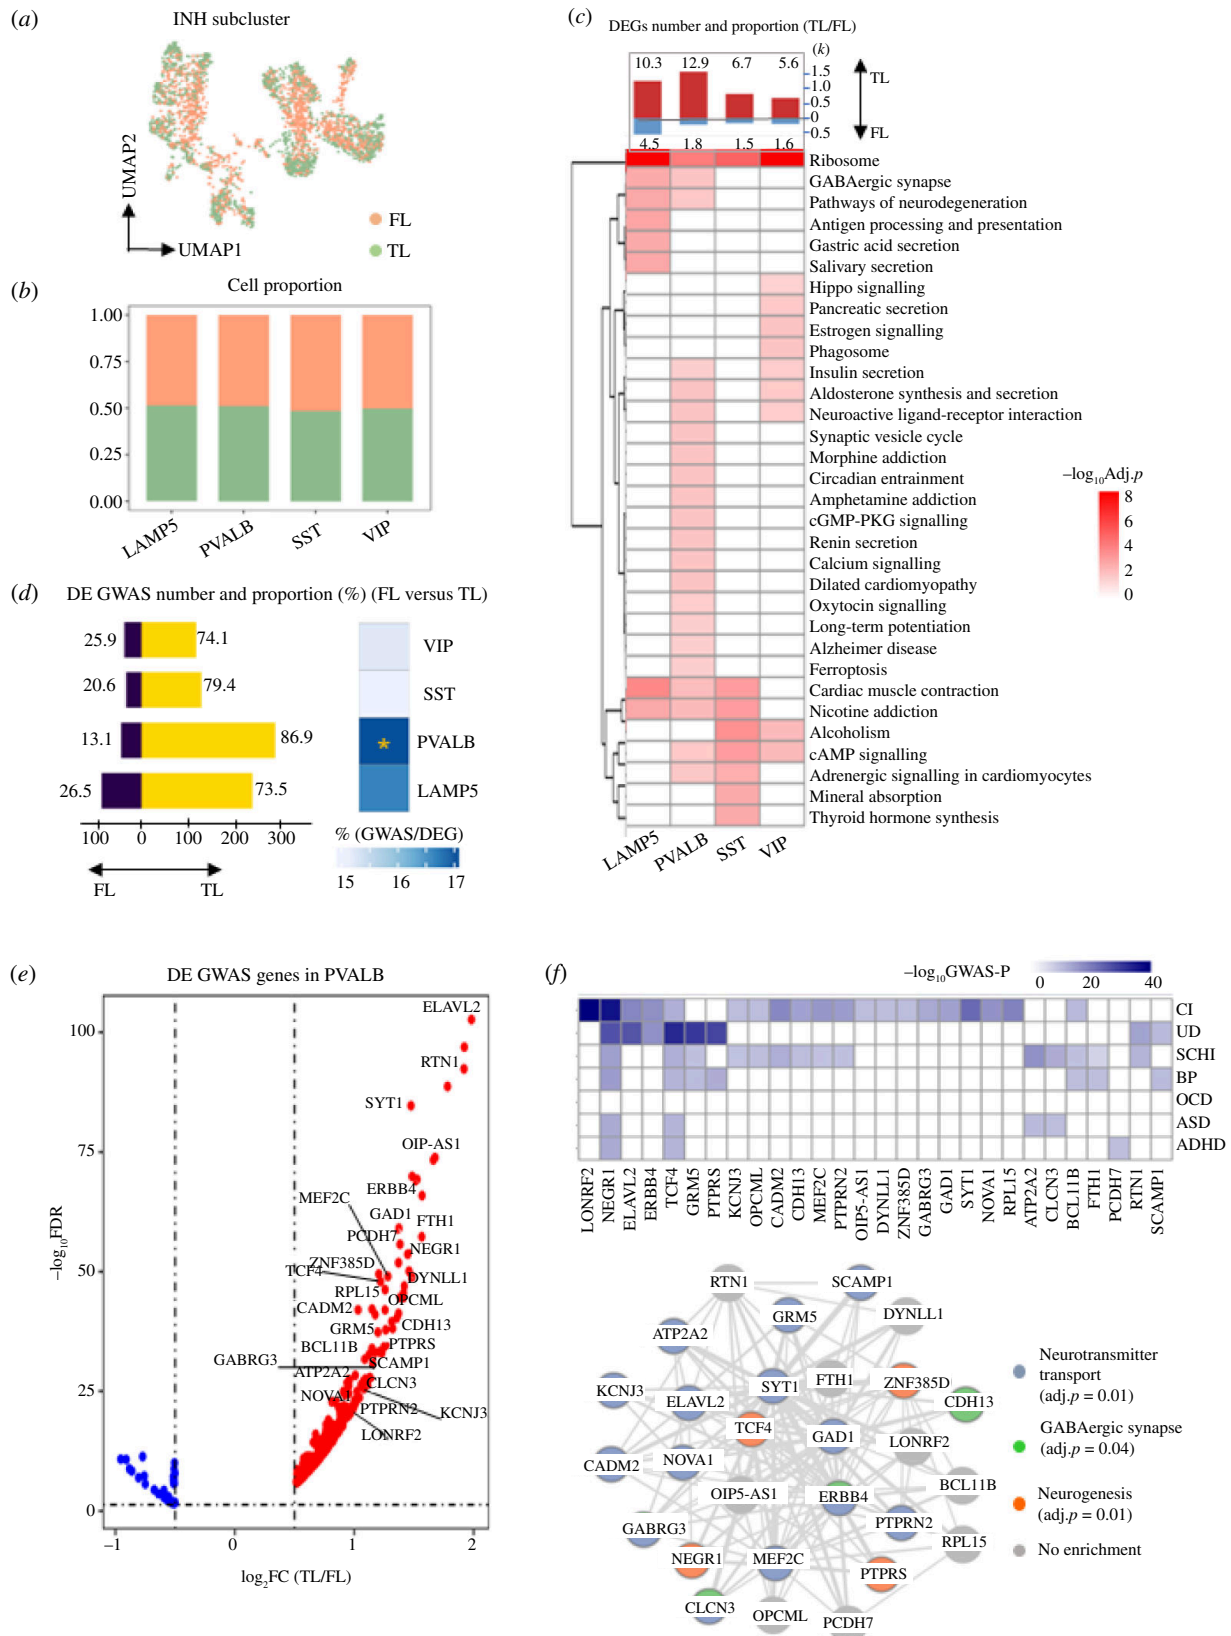 (a)
INH subcluster
UMAP2
UMAP1
FL
TL
(b)
Cell proportion
1.00
0.75
0.50
0.25
0.00
LAMP5
PVALB
SST
VIP
(c)
DEGs number and proportion (TL/FL)
(k)
10.3
12.9
6.7
5.6
1.5
1.0
0.5
0
0.5
TL
FL
4.5
1.8
1.5
1.6
Ribosome
GABAergic synapse
Pathways of neurodegeneration
Antigen processing and presentation
Gastric acid secretion
Salivary secretion
Hippo signalling
Pancreatic secretion
Estrogen signalling
Phagosome
Insulin secretion
Aldosterone synthesis and secretion
Neuroactive ligand-receptor interaction
Synaptic vesicle cycle
Morphine addiction
Circadian entrainment
Amphetamine addiction
cGMP-PKG signalling
Renin secretion
Calcium signalling
Dilated cardiomyopathy
Oxytocin signalling
Long-term potentiation
Alzheimer disease
Ferroptosis
Cardiac muscle contraction
Nicotine addiction
Alcoholism
cAMP signalling
Adrenergic signalling in cardiomyocytes
Mineral absorption
Thyroid hormone synthesis
LAMP5
PVALB
SST
VIP
–log10Adj.p
8
6
4
2
0
(d)
DE GWAS number and proportion (%) (FL versus TL)
25.9
74.1
VIP
20.6
79.4
SST
13.1
86.9
*
PVALB
26.5
73.5
LAMP5
100
0
100
200
300
FL
TL
% (GWAS/DEG)
15
16
17
(e)
DE GWAS genes in PVALB
–log10FDR
100
75
50
25
0
ELAVL2
RTN1
SYT1
OIP-AS1
ERBB4
MEF2C
GAD1
FTH1
PCDH7
NEGR1
ZNF385D
TCF4
DYNLL1
RPL15
OPCML
CADM2
CDH13
GRM5
PTPRS
BCL11B
GABRG3
SCAMP1
ATP2A2
CLCN3
NOVA1
PTPRN2
KCNJ3
LONRF2
–1
0
1
2
log2FC (TL/FL)
(f)
–log10GWAS-P
0
20
40
CI
UD
SCHI
BP
OCD
ASD
ADHD
LONRF2
NEGR1
ELAVL2
ERBB4
TCF4
GRM5
PTPRS
KCNJ3
OPCML
CADM2
CDH13
MEF2C
PTPRN2
OIP5-AS1
DYNLL1
ZNF385D
GABRG3
GAD1
SYT1
NOVA1
RPL15
ATP2A2
CLCN3
BCL11B
FTH1
PCDH7
RTN1
SCAMP1
RTN1
SCAMP1
GRM5
DYNLL1
ATP2A2
KCNJ3
ELAVL2
SYT1
FTH1
ZNF385D
CDH13
TCF4
GAD1
LONRF2
CADM2
NOVA1
OIP5-AS1
ERBB4
BCL11B
GABRG3
PTPRN2
RPL15
NEGR1
MEF2C
PTPRS
CLCN3
OPCML
PCDH7
Neurotransmitter
transport
(adj.p = 0.01)
GABAergic synapse
(adj.p = 0.04)
Neurogenesis
(adj.p = 0.01)
No enrichment